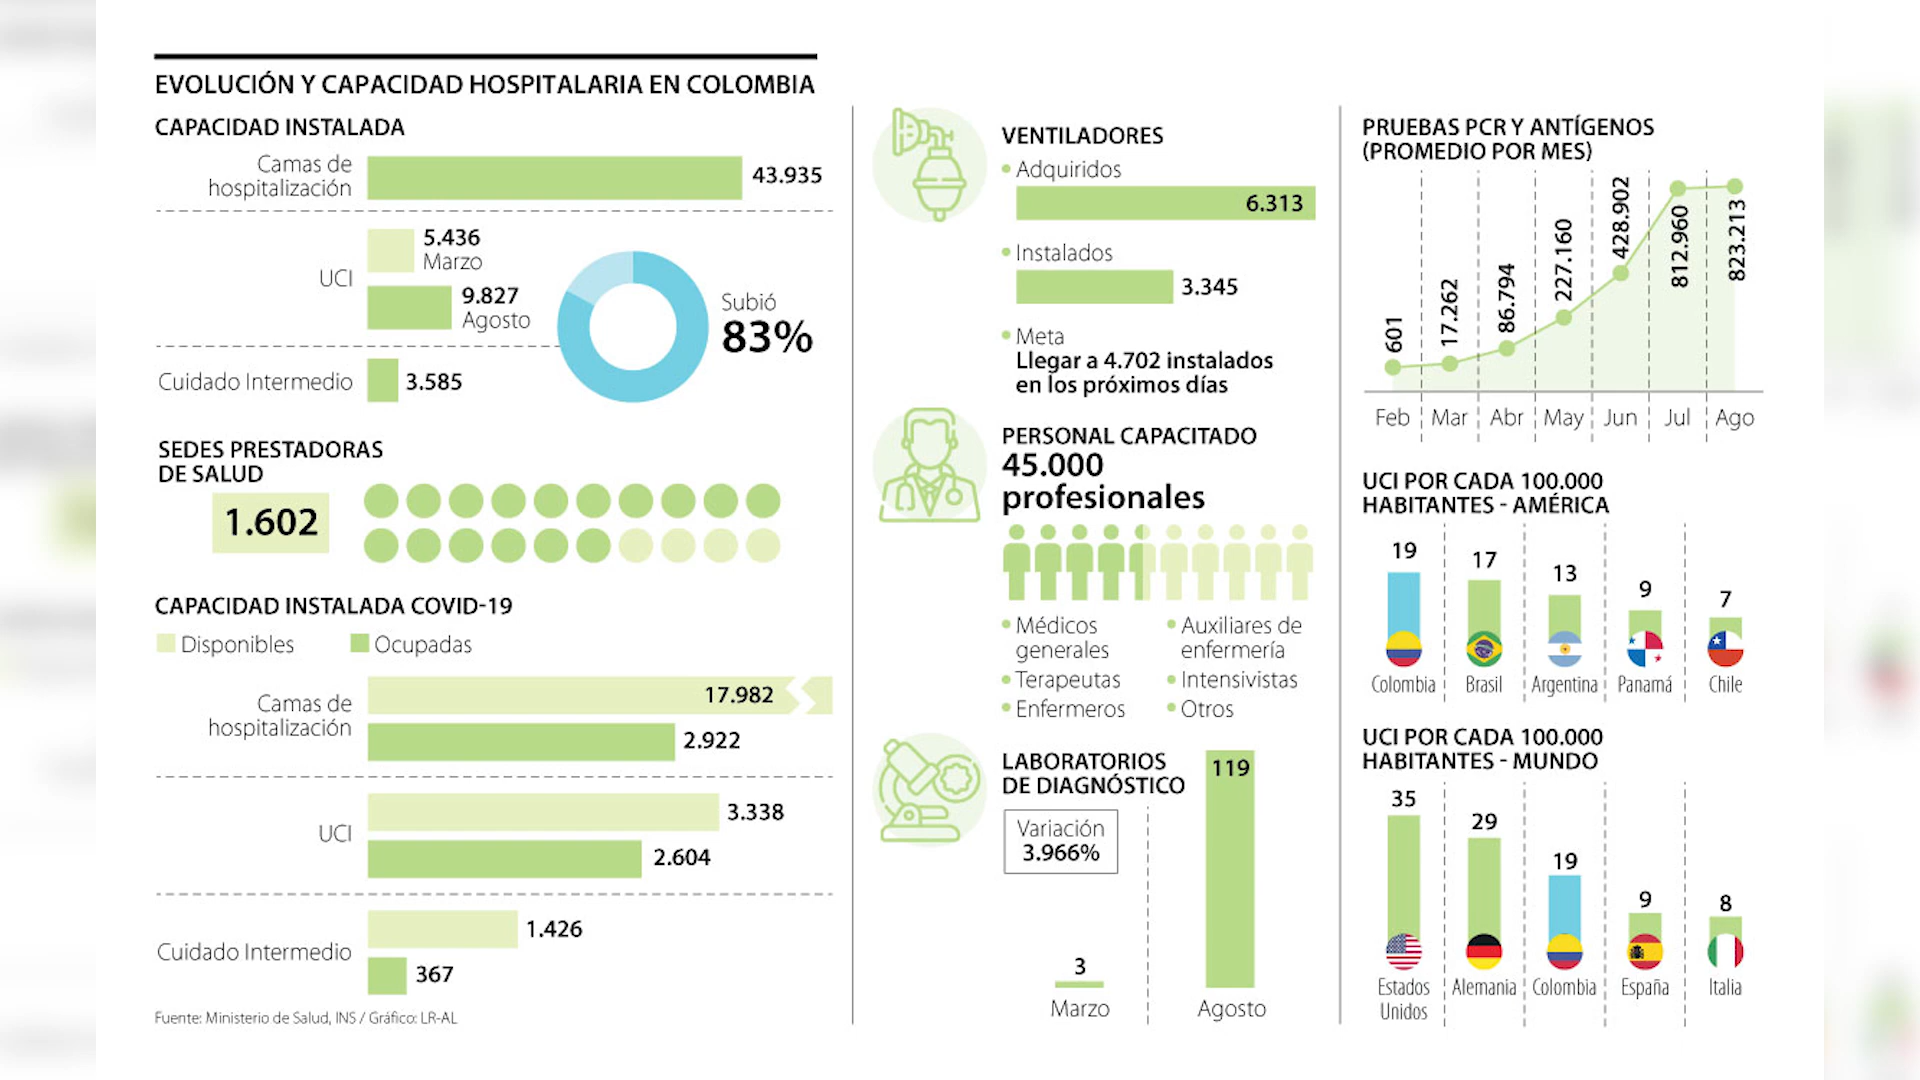 EVOLUCIÓN Y CAPACIDAD HOSPITALARIA EN COLOMBIA
CAPACIDAD INSTALADA
Camas de
hospitalización
43.935
UCI
5.436
Marzo
9.827
Agosto
Subió
83%
Cuidado Intermedio
3.585
SEDES PRESTADORAS
DE SALUD
1.602
CAPACIDAD INSTALADA COVID-19
Disponibles
Ocupadas
Camas de
hospitalización
17.982
2.922
UCI
3.338
2.604
Cuidado Intermedio
1.426
367
Fuente: Ministerio de Salud, INS / Gráfico: LR-AL
VENTILADORES
• Adquiridos
6.313
• Instalados
3.345
• Meta
Llegar a 4.702 instalados
en los próximos días
PERSONAL CAPACITADO
45.000
profesionales
• Médicos
generales
• Terapeutas
• Enfermeros
• Auxiliares de
enfermería
• Intensivistas
• Otros
LABORATORIOS
DE DIAGNÓSTICO
Variación
3.966%
3
Marzo
119
Agosto
PRUEBAS PCR Y ANTÍGENOS
(PROMEDIO POR MES)
601
17.262
86.794
227.160
428.902
812.960
823.213
Feb Mar Abr May Jun Jul Ago
UCI POR CADA 100.000
HABITANTES - AMÉRICA
19 17 13 9 7
Colombia Brasil Argentina Panamá Chile
UCI POR CADA 100.000
HABITANTES - MUNDO
35 29 19 9 8
Estados
Unidos
Alemania Colombia España Italia